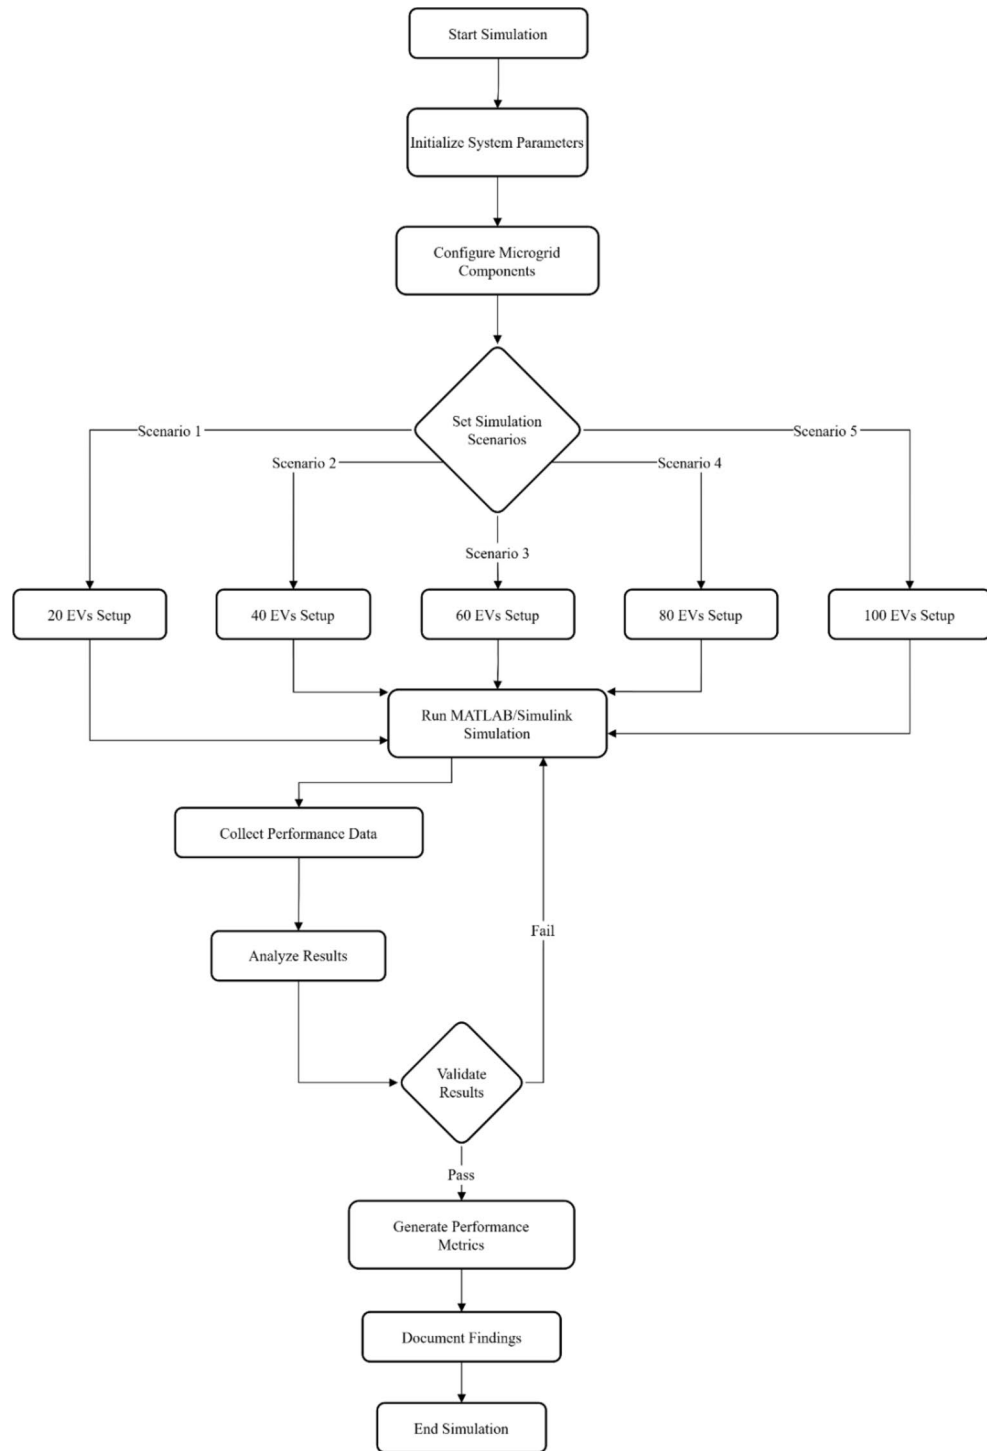 Start Simulation
Initialize System Parameters
Configure Microgrid
Components
Set Simulation
Scenarios
Scenario 1
Scenario 5
Scenario 2
Scenario 4
Scenario 3
20 EVs Setup
40 EVs Setup
60 EVs Setup
80 EVs Setup
100 EVs Setup
Run MATLAB/Simulink
Simulation
Collect Performance Data
Fail
Analyze Results
Validate
Results
Pass
Generate Performance
Metrics
Document Findings
End Simulation